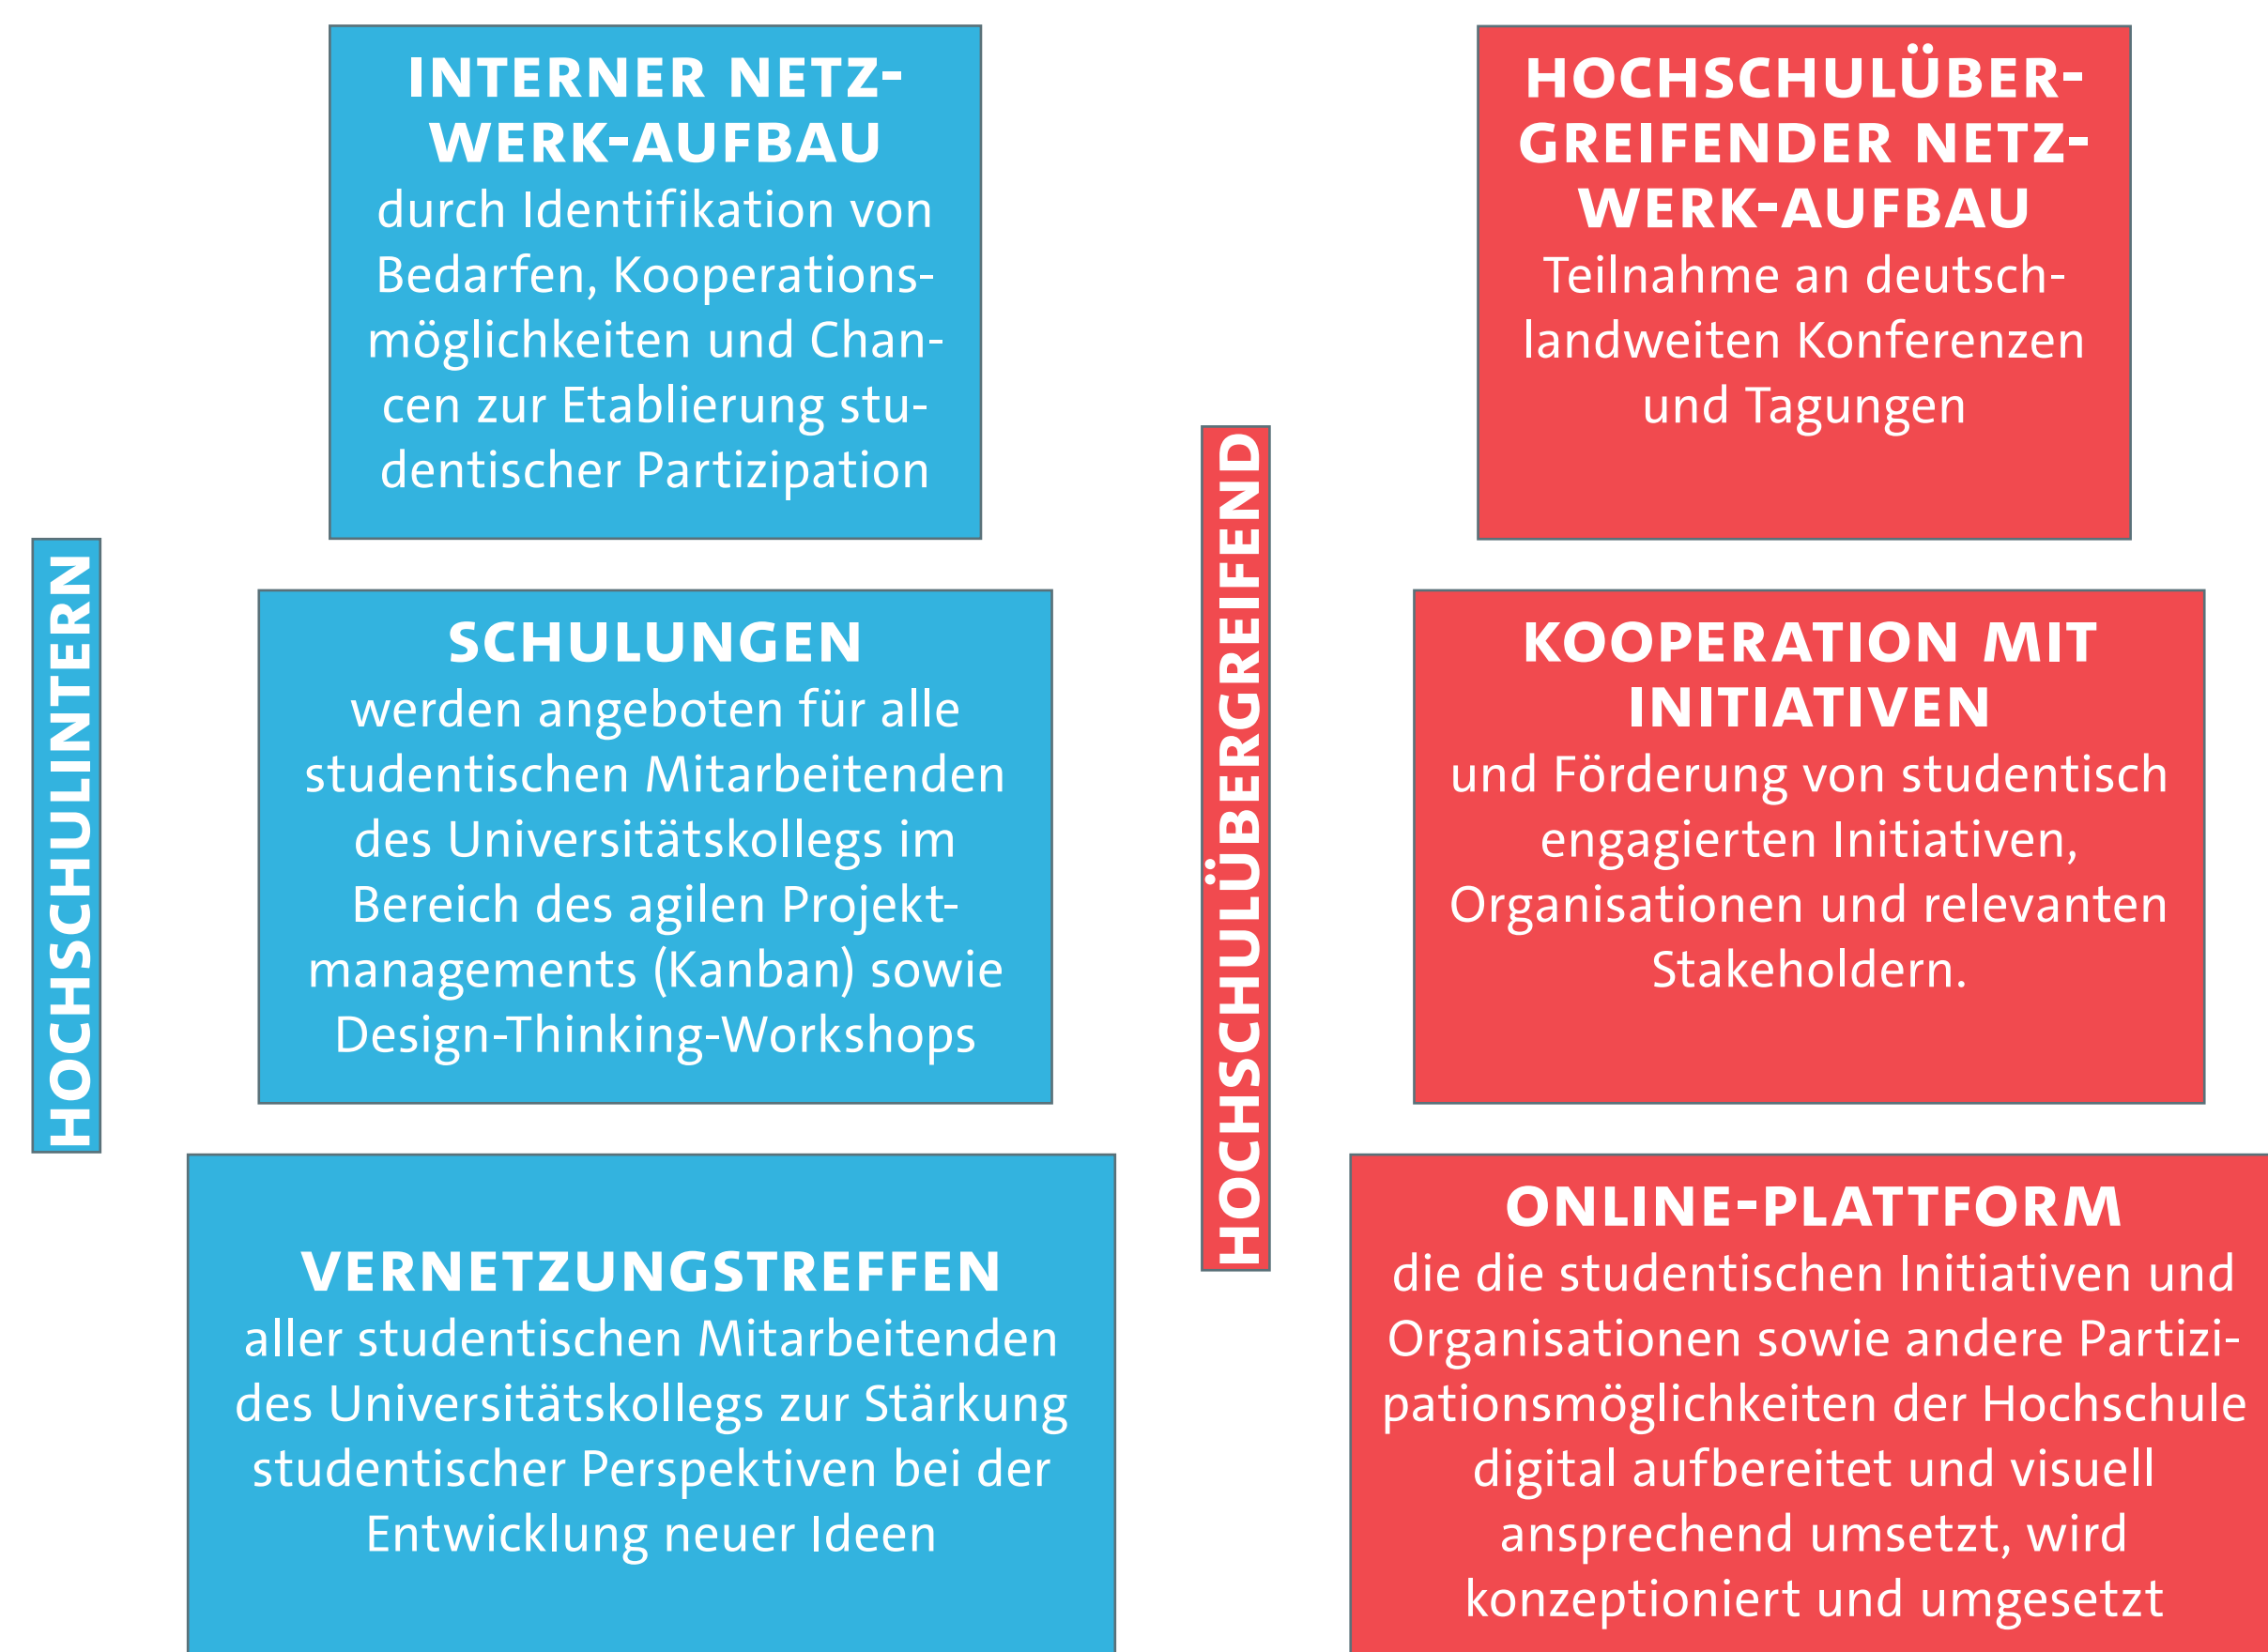 HOCHSCHULINTERN
INTERNER NETZ-
WERK-AUFBAU
durch Identifikation von
Bedarfen, Kooperations-
möglichkeiten und Chan-
cen zur Etablierung stu-
dentischer Partizipation
SCHULUNGEN
werden angeboten für alle
studentischen Mitarbeitenden
des Universitätskollegs im
Bereich des agilen Projekt-
managements (Kanban) sowie
Design-Thinking-Workshops
VERNETZUNGSTREFFEN
aller studentischen Mitarbeitenden
des Universitätskollegs zur Stärkung
studentischer Perspektiven bei der
Entwicklung neuer Ideen
HOCHSCHULÜBERGREIFEND
HOCHSCHULÜBER-
GREIFENDER NETZ-
WERK-AUFBAU
Teilnahme an deutsch-
landweiten Konferenzen
und Tagungen
KOOPERATION MIT
INITIATIVEN
und Förderung von studentisch
engagierten Initiativen,
Organisationen und relevanten
Stakeholdern.
ONLINE-PLATTFORM
die die studentischen Initiativen und
Organisationen sowie andere Partizi-
pationsmöglichkeiten der Hochschule
digital aufbereitet und visuell
ansprechend umsetzt, wird
konzeptioniert und umgesetzt